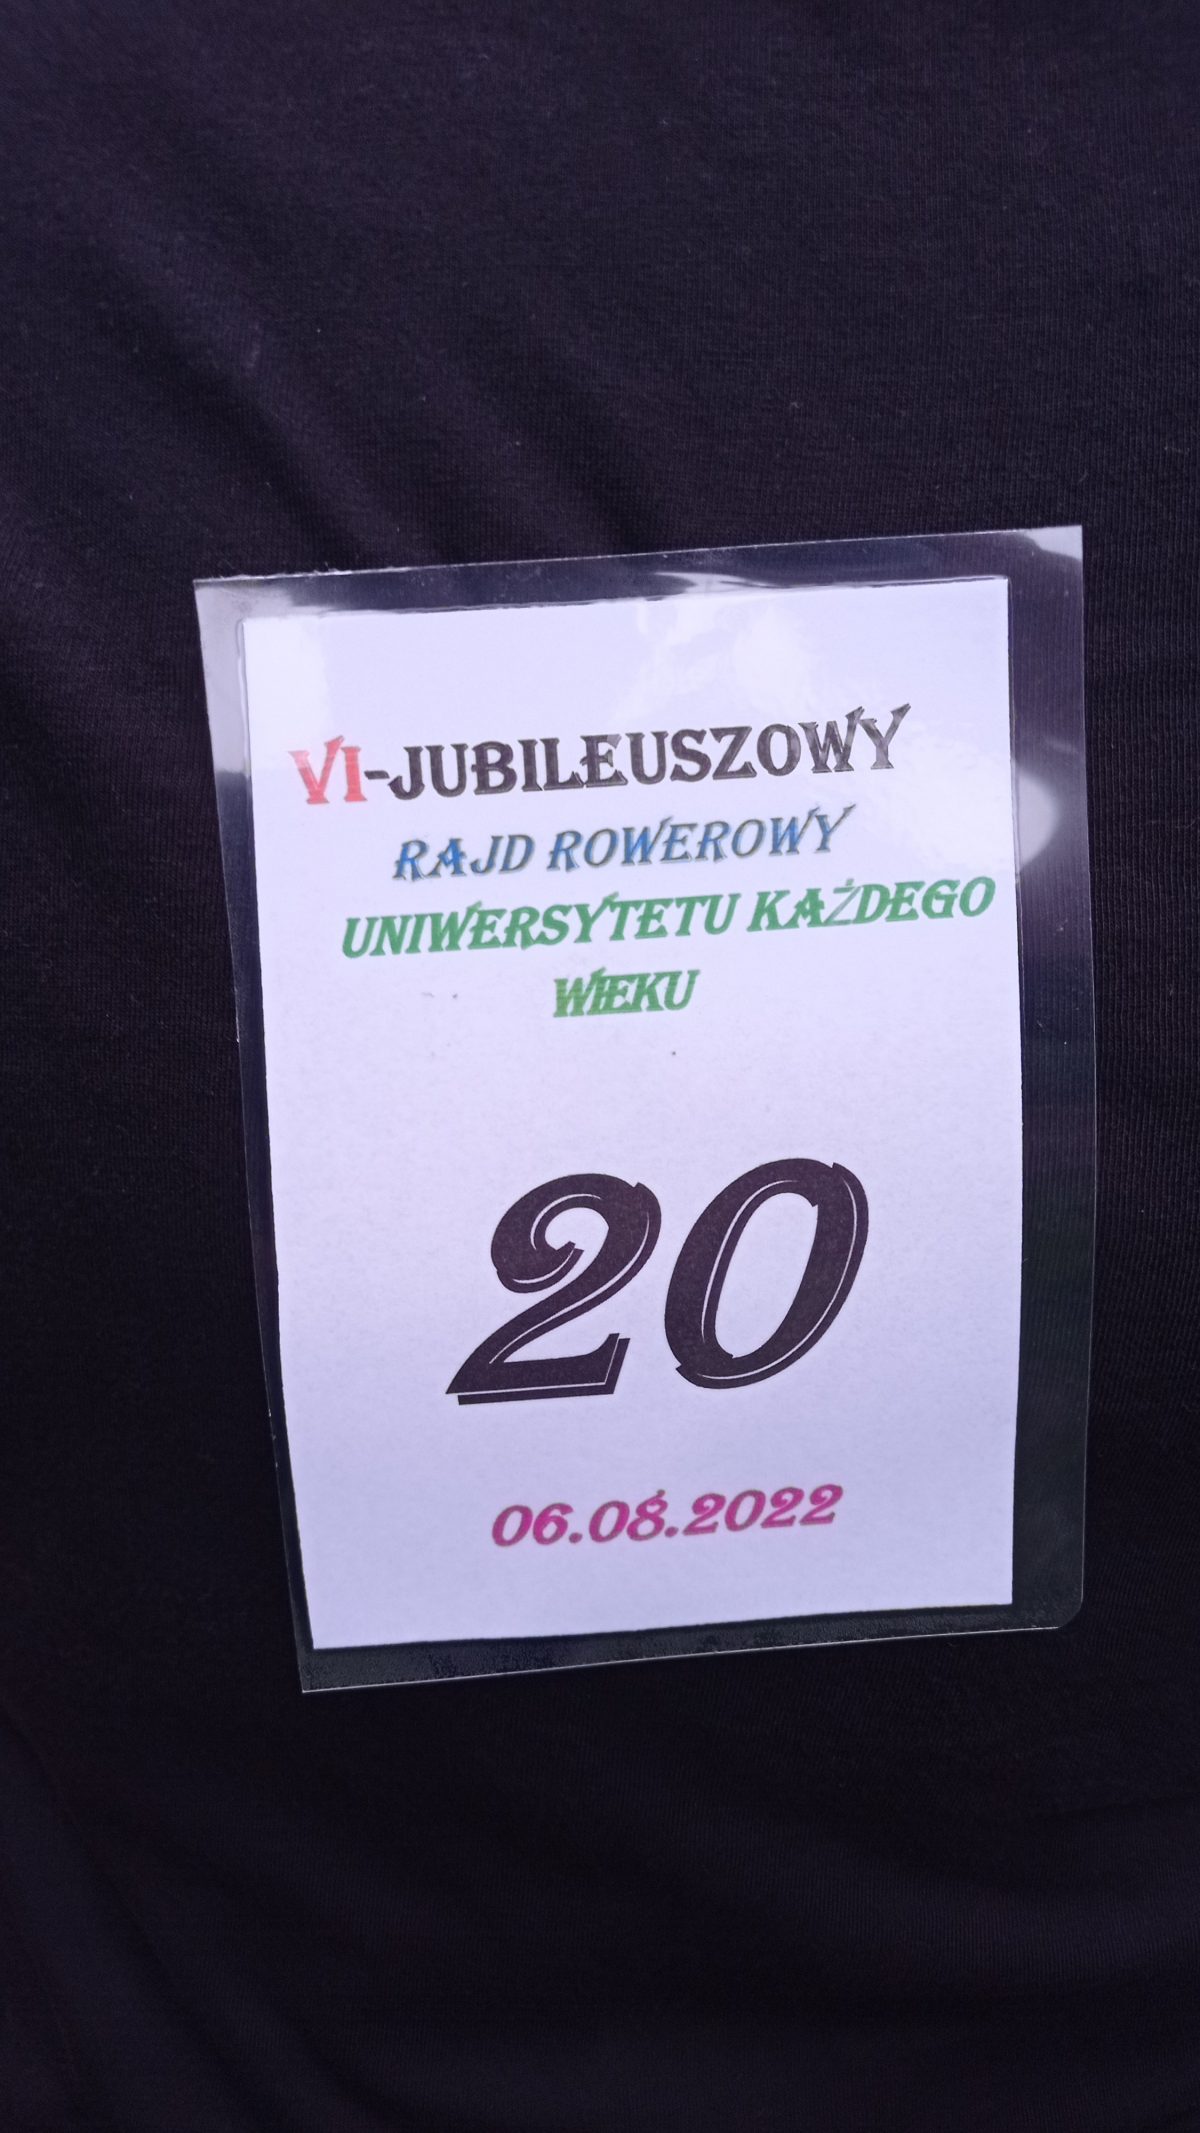 VI-JUBILEUSZOWY
RAJD ROWEROWY
UNIWERSYTETU KAŻDEGO
WIEKU
20
06.08.2022